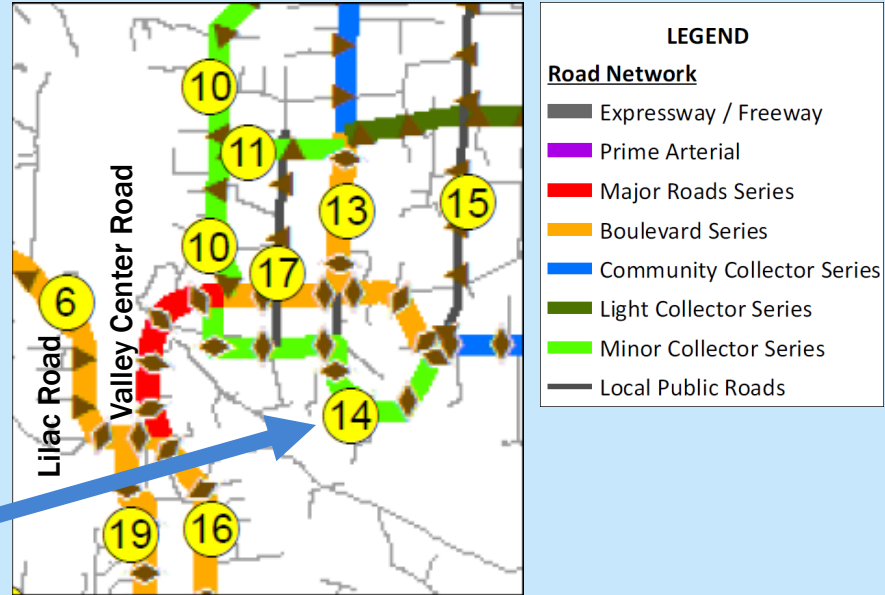 10
11
13
15
10
17
6
Valley Center Road
Lilac Road
14
19
16
LEGEND
Road Network
Expressway / Freeway
Prime Arterial
Major Roads Series
Boulevard Series
Community Collector Series
Light Collector Series
Minor Collector Series
Local Public Roads